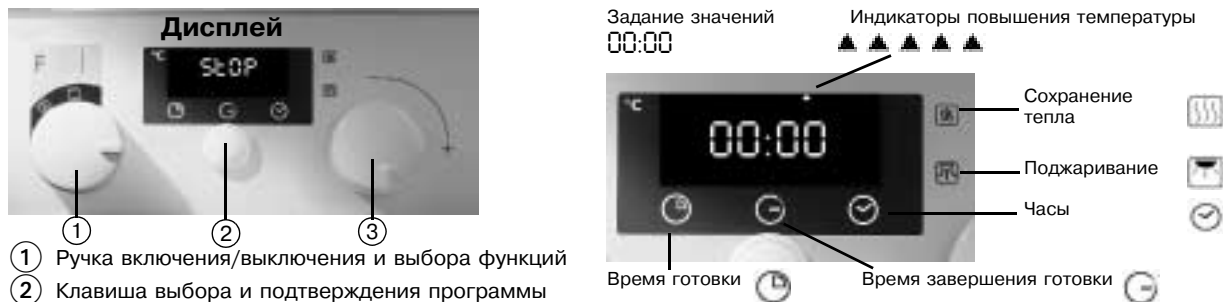 Дисплей
F
°C
StOP
1
2
3
① Ручка включения/выключения и выбора функций
② Клавиша выбора и подтверждения программы
Задание значений
00:00
Индикаторы повышения температуры
°C
00:00
Сохранение
тепла
Поджаривание
Часы
Время готовки
Время завершения готовки